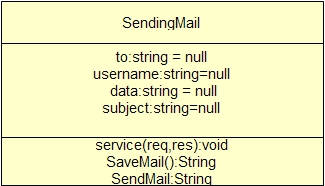 SendingMail
to:string = null
username:string=null
data:string = null
subject:string=null
service(req,res):void
SaveMail():String
SendMail:String